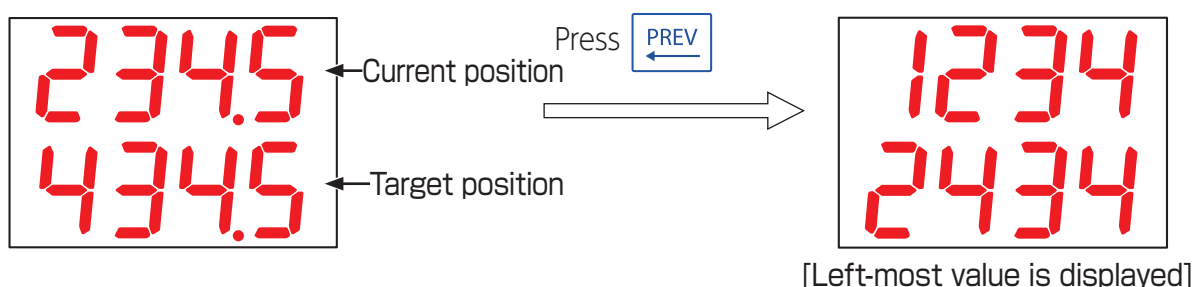 234.5
Current position
434.5
Target position
Press PREV
1234
2434
[Left-most value is displayed]